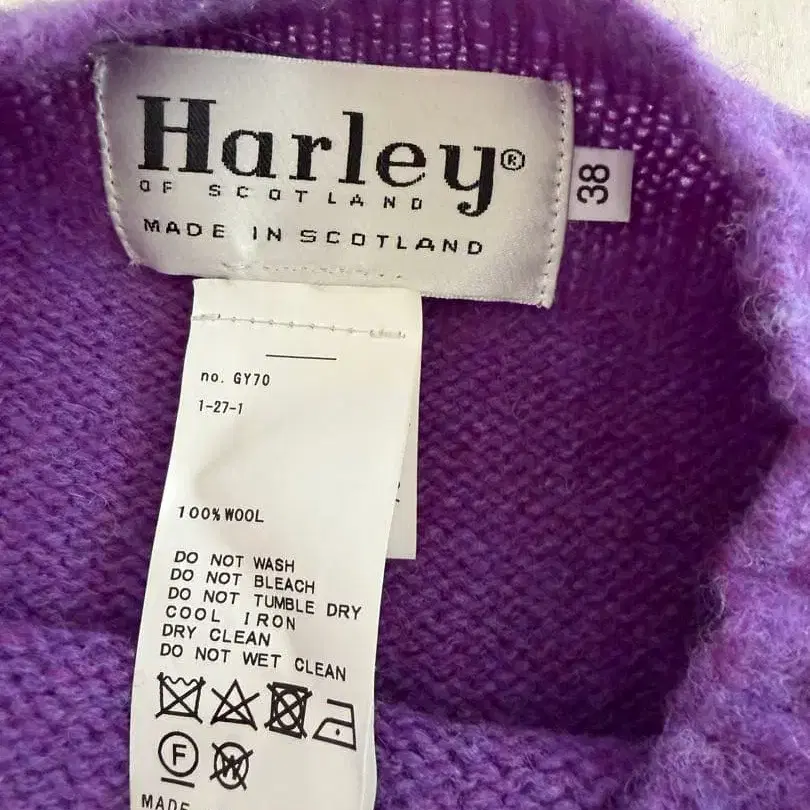 Harley®
OF SCOTLAND
MADE IN SCOTLAND
38
no. GY70
1-27-1
100% WOOL
DO NOT WASH
DO NOT BLEACH
DO NOT TUMBLE DRY
COOL IRON
DRY CLEAN
DO NOT WET CLEAN
F
W
MADE